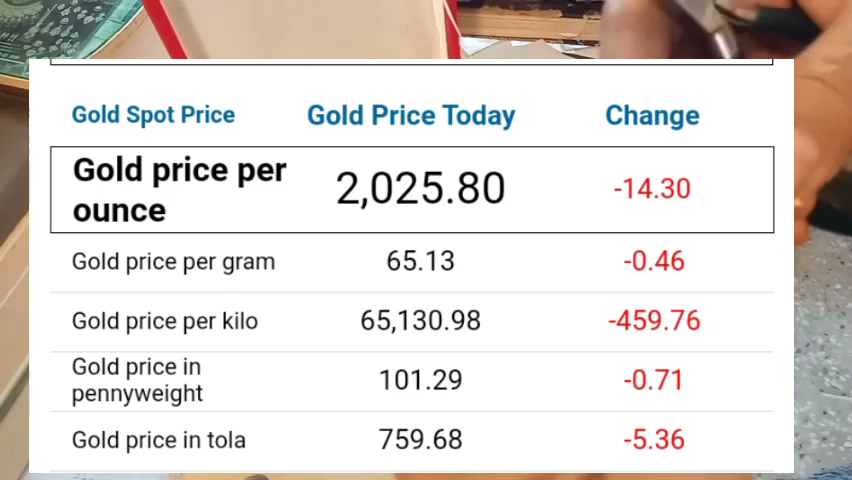 Gold Spot Price Gold Price Today Change
Gold price per ounce 2,025.80 -14.30
Gold price per gram 65.13 -0.46
Gold price per kilo 65,130.98 -459.76
Gold price in pennyweight 101.29 -0.71
Gold price in tola 759.68 -5.36